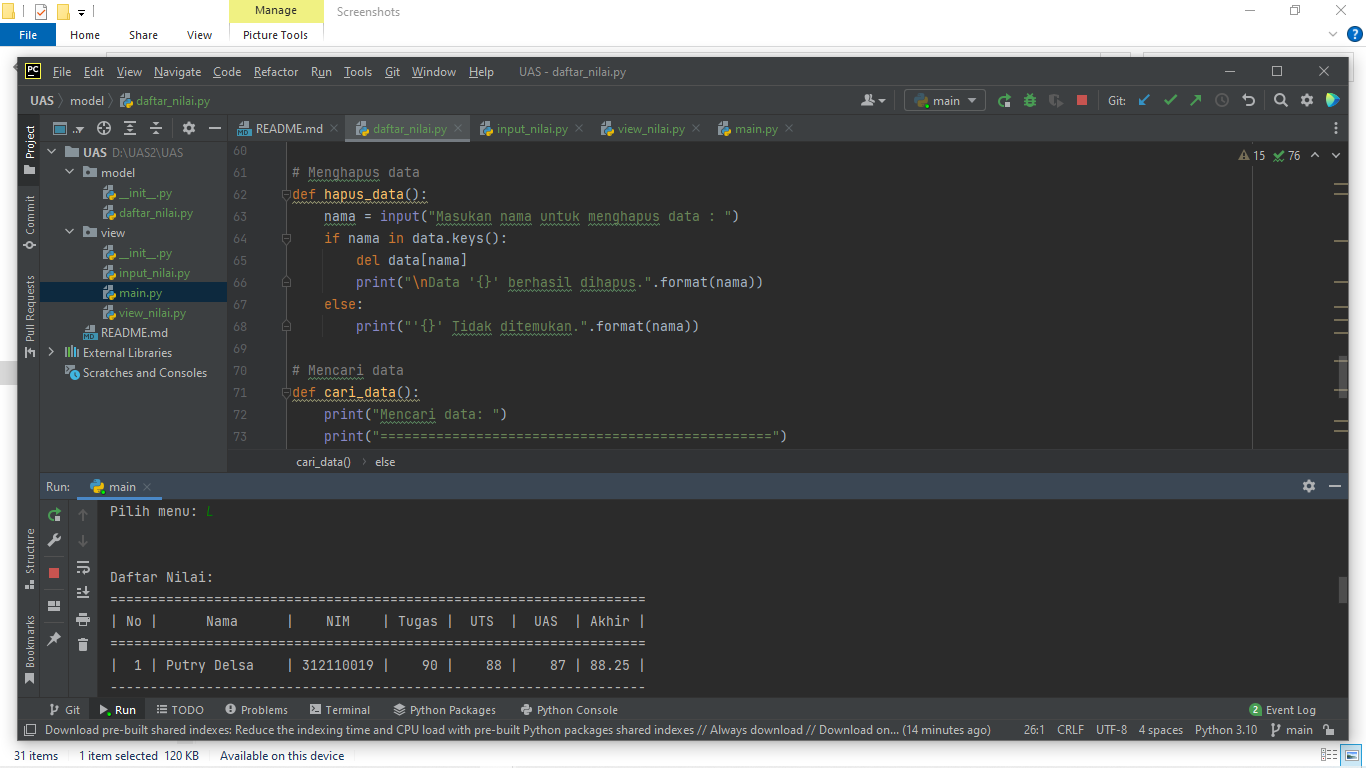 Manage
Screenshots
File Home Share View Picture Tools
PC File Edit View Navigate Code Refactor Run Tools Git Window Help UAS - daftar_nilai.py
UAS model daftar_nilai.py main Git:
Project
README.md daftar_nilai.py input_nilai.py view_nilai.py main.py
UAS D:\UAS2\UAS
model
__init__.py
daftar_nilai.py
view
__init__.py
input_nilai.py
main.py
view_nilai.py
README.md
External Libraries
Scratches and Consoles
Commit
Pull Requests
15 76
60
61 # Menghapus data
62 def hapus_data():
63 nama = input("Masukan nama untuk menghapus data : ")
64 if nama in data.keys():
65 del data[nama]
66 print("\nData '{}' berhasil dihapus.".format(nama))
67 else:
68 print("'{}' Tidak ditemukan.".format(nama))
69
70 # Mencari data
71 def cari_data():
72 print("Mencari data: ")
73 print("=================================================")
cari_data() else
Run: main
Structure
Bookmarks
Pilih menu: L
Daftar Nilai:
===================================================================
| No | Nama | NIM | Tugas | UTS | UAS | Akhir |
===================================================================
| 1 | Putry Delsa | 312110019 | 90 | 88 | 87 | 88.25 |
-------------------------------------------------------------------
Git Run TODO Problems Terminal Python Packages Python Console 2 Event Log
Download pre-built shared indexes: Reduce the indexing time and CPU load with pre-built Python packages shared indexes // Always download // Download on... (14 minutes ago) 26:1 CRLF UTF-8 4 spaces Python 3.10 main
31 items 1 item selected 120 KB Available on this device